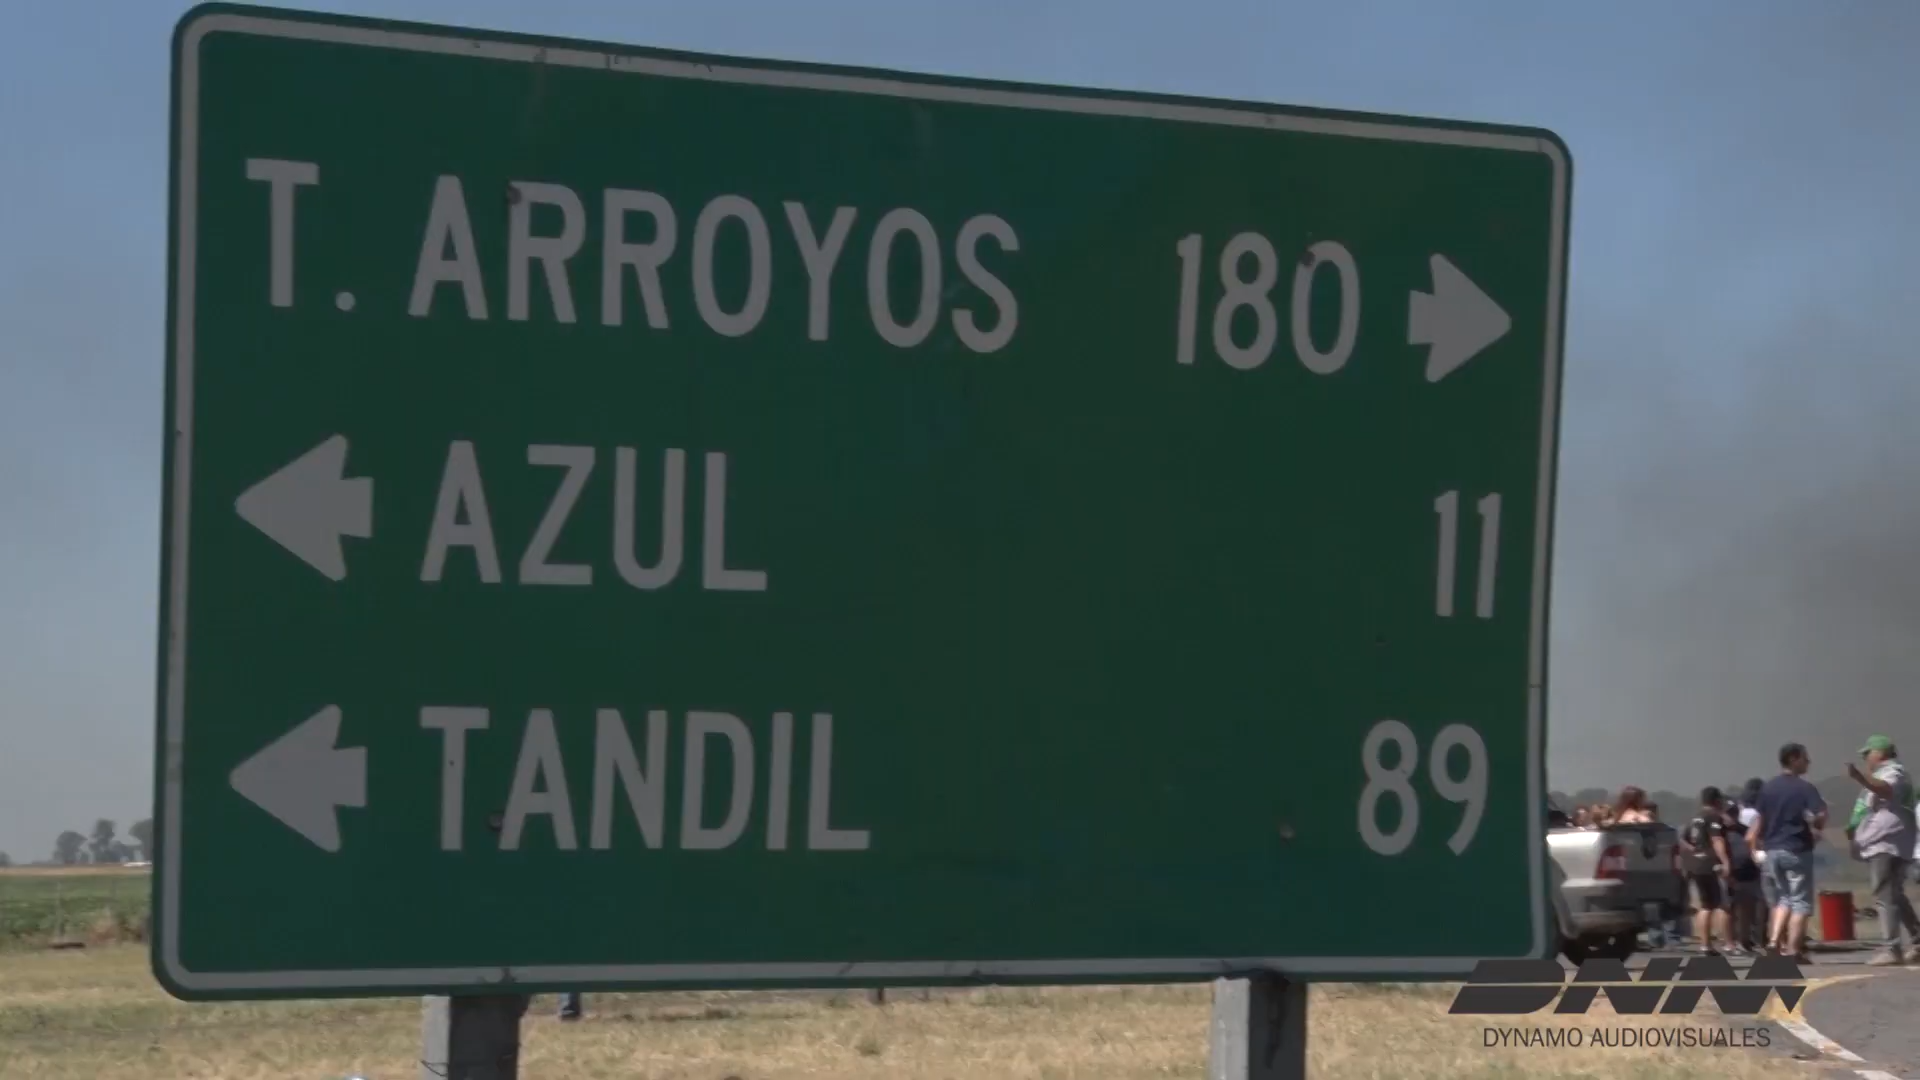 T. ARROYOS 180
AZUL 11
TANDIL 89
DNM
DYNAMO AUDIOVISUALES